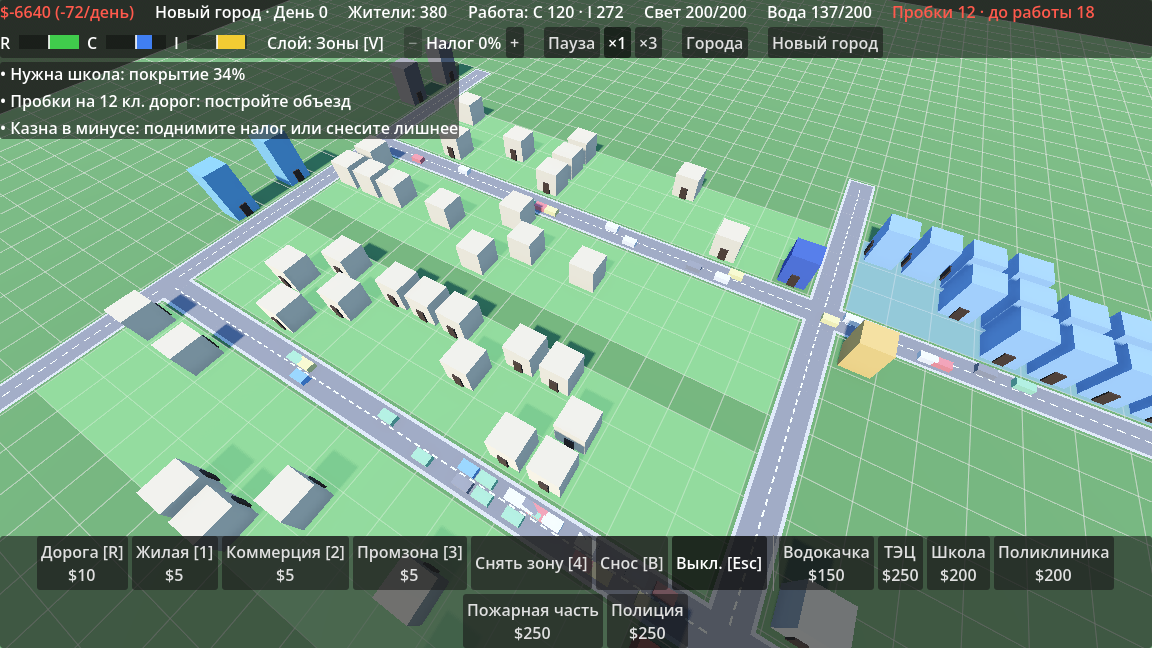 $-6640 (-72/день) Новый город · День 0 Жители: 380 Работа: C 120 · I 272 Свет 200/200 Вода 137/200 Пробки 12 · до работы 18
R C I Слой: Зоны [V] − Налог 0% + Пауза ×1 ×3 Города Новый город
• Нужна школа: покрытие 34%
• Пробки на 12 кл. дорог: постройте объезд
• Казна в минусе: поднимите налог или снесите лишнее
Дорога [R] Жилая [1] Коммерция [2] Промзона [3] Снять зону [4] Снос [B] Выкл. [Esc] Водокачка ТЭЦ Школа Поликлиника
$10 $5 $5 $5 $150 $250 $200 $200
Пожарная часть Полиция
$250 $250